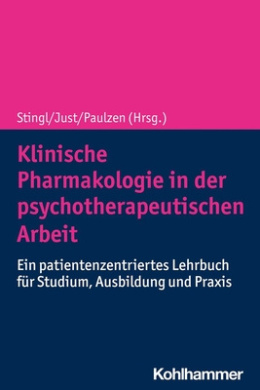 Stingl/Just/Paulzen (Hrsg.)
Klinische
Pharmakologie in der
psychotherapeutischen
Arbeit
Ein patientenzentriertes Lehrbuch
für Studium, Ausbildung und Praxis
Kohlhammer